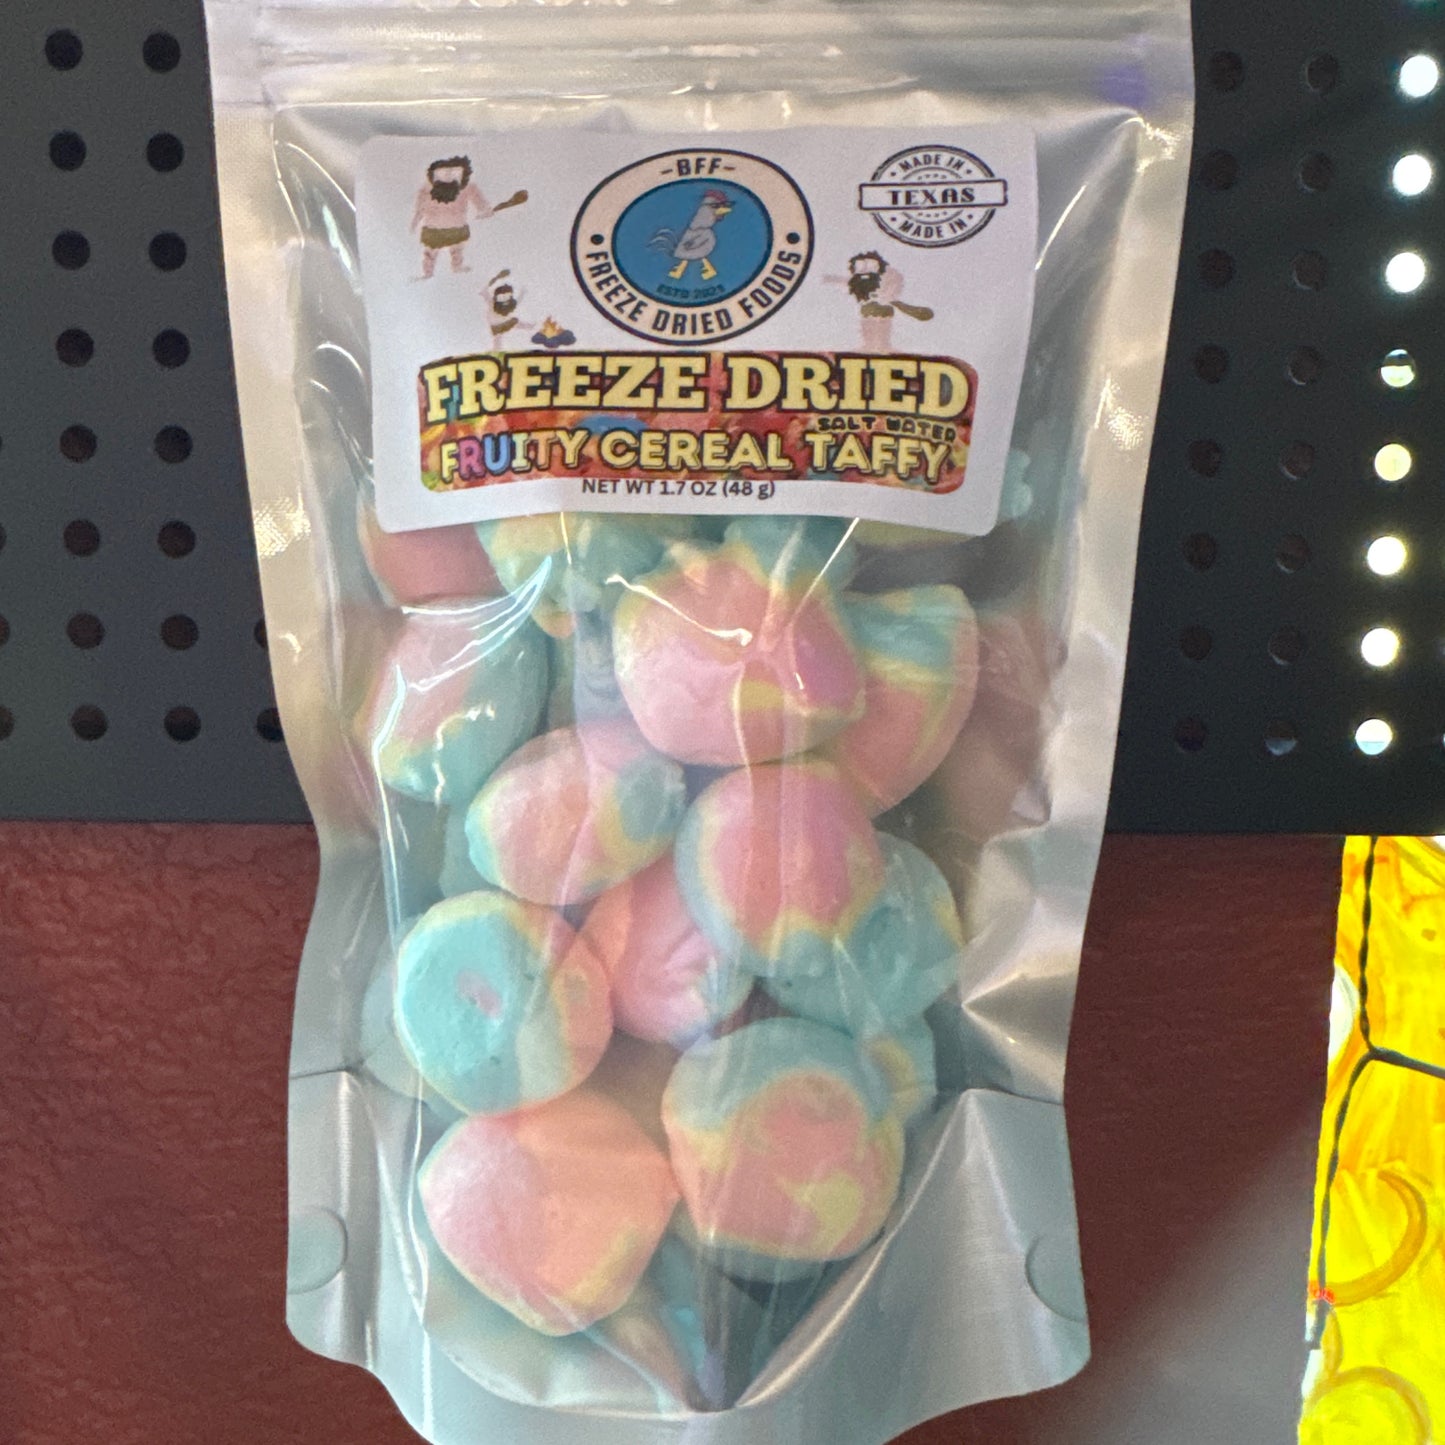 -BFF-
ESTD 2023
FREEZE DRIED FOODS
MADE IN
TEXAS
MADE IN
FREEZE DRIED
SALT WATER
FRUITY CEREAL TAFFY
NET WT 1.7 OZ (48 g)